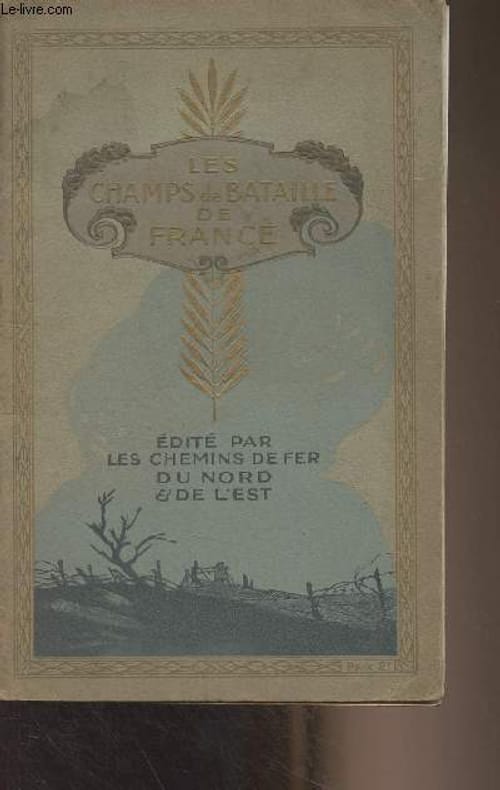 Le-livre.com
LES
CHAMPS de BATAILLE
DE
FRANCE
ÉDITÉ PAR
LES CHEMINS DE FER
DU NORD
& DE L'EST